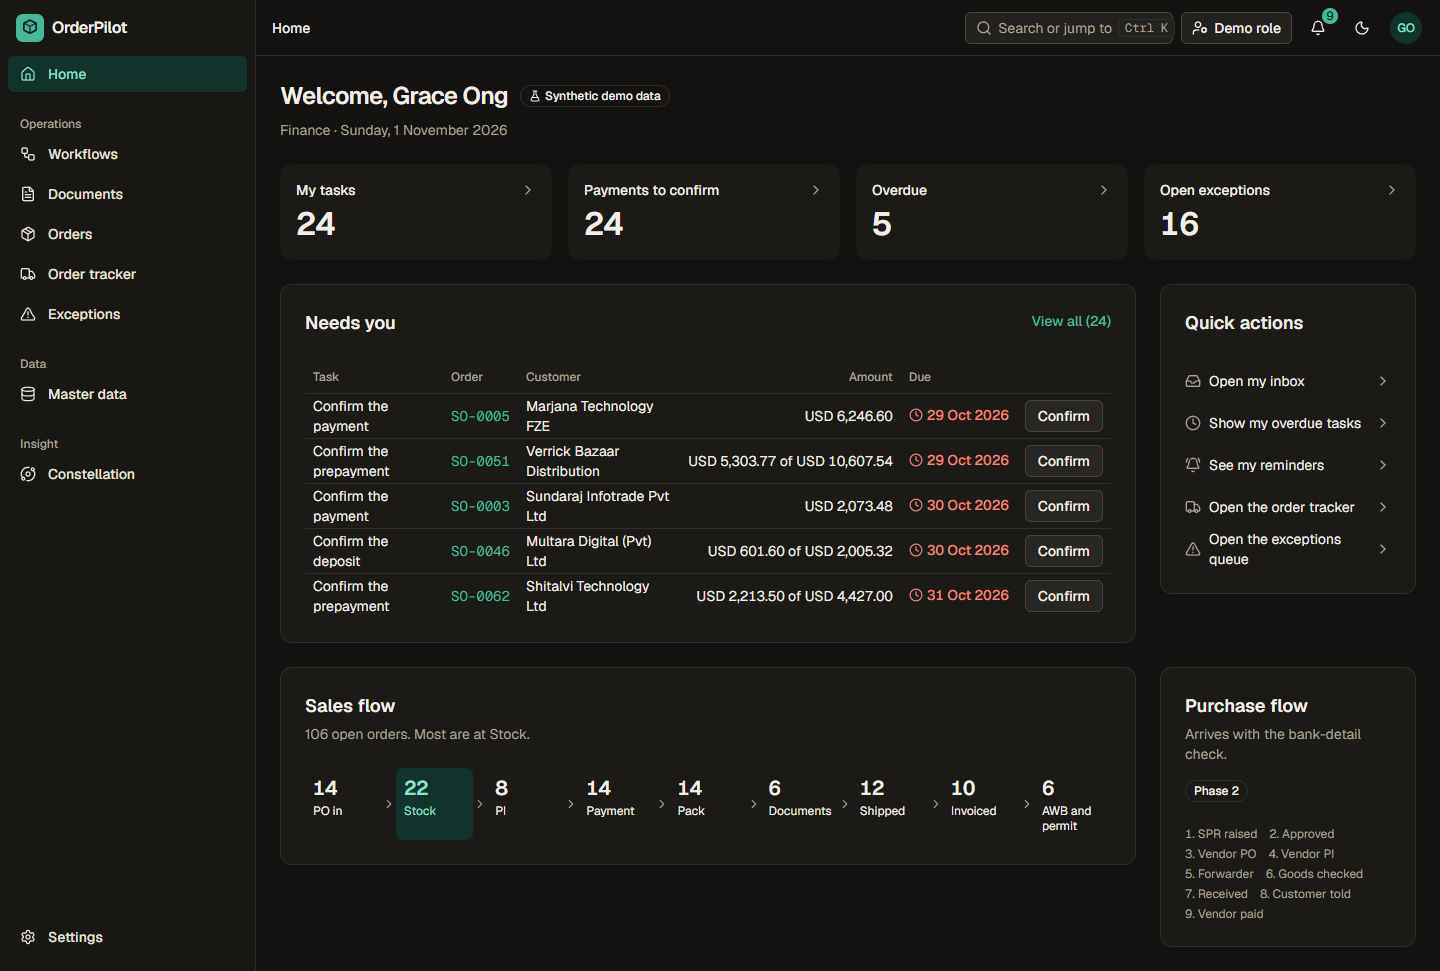 OrderPilot
Home
Operations
Workflows
Documents
Orders
Order tracker
Exceptions
Data
Master data
Insight
Constellation
Settings
Home
Search or jump to Ctrl K
Demo role
9
GO
Welcome, Grace Ong
Synthetic demo data
Finance · Sunday, 1 November 2026
My tasks
24
Payments to confirm
24
Overdue
5
Open exceptions
16
Needs you
View all (24)
Task Order Customer Amount Due
Confirm the payment SO-0005 Marjana Technology FZE USD 6,246.60 29 Oct 2026 Confirm
Confirm the prepayment SO-0051 Verrick Bazaar Distribution USD 5,303.77 of USD 10,607.54 29 Oct 2026 Confirm
Confirm the payment SO-0003 Sundaraj Infotrade Pvt Ltd USD 2,073.48 30 Oct 2026 Confirm
Confirm the deposit SO-0046 Multara Digital (Pvt) Ltd USD 601.60 of USD 2,005.32 30 Oct 2026 Confirm
Confirm the prepayment SO-0062 Shitalvi Technology Ltd USD 2,213.50 of USD 4,427.00 31 Oct 2026 Confirm
Quick actions
Open my inbox
Show my overdue tasks
See my reminders
Open the order tracker
Open the exceptions
queue
Sales flow
106 open orders. Most are at Stock.
14
PO in
22
Stock
8
PI
14
Payment
14
Pack
6
Documents
12
Shipped
10
Invoiced
6
AWB and
permit
Purchase flow
Arrives with the bank-detail
check.
Phase 2
1. SPR raised 2. Approved
3. Vendor PO 4. Vendor PI
5. Forwarder 6. Goods checked
7. Received 8. Customer told
9. Vendor paid